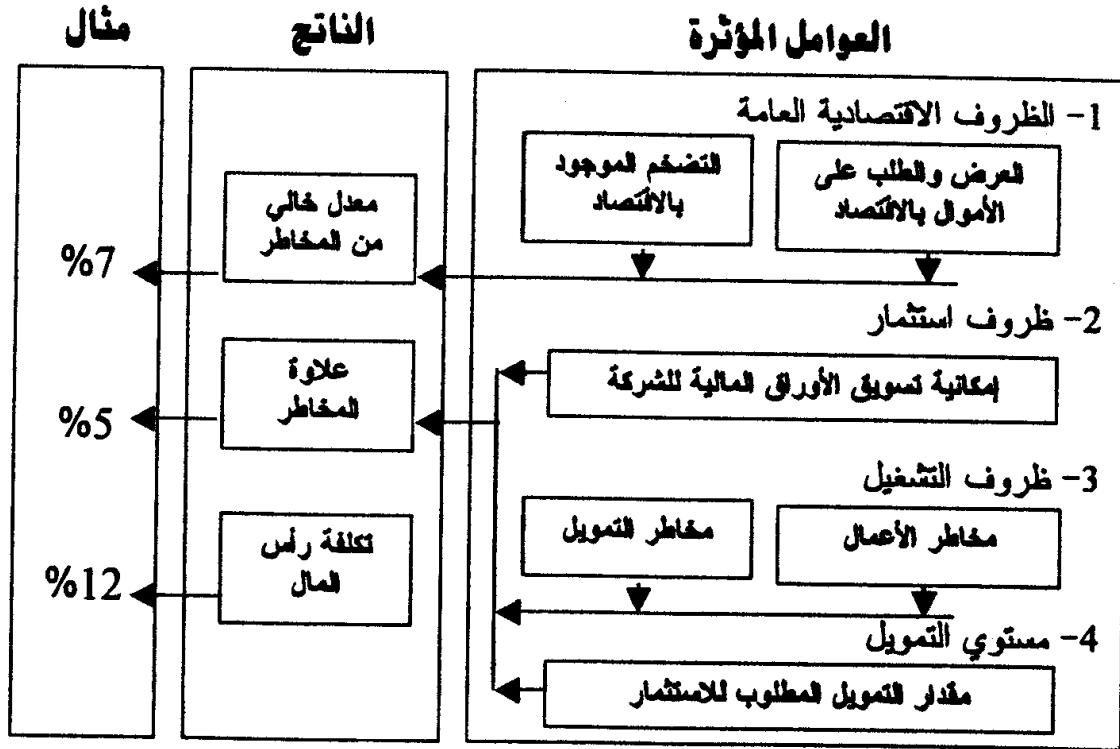 العوامل المؤثرة
الناتج
مثال
1- الظروف الاقتصادية العامة
العرض والطلب على
الأموال بالاقتصاد
التضخم الموجود
بالاقتصاد
معدل خالي
من المخاطر
%7
2- ظروف استثمار
إمكانية تسويق الأوراق المالية للشركة
علاوة
المخاطر
%5
3- ظروف التشغيل
مخاطر الأعمال
مخاطر التمويل
تكلفة رأس
المال
%12
4- مستوي التمويل
مقدار التمويل المطلوب للاستثمار